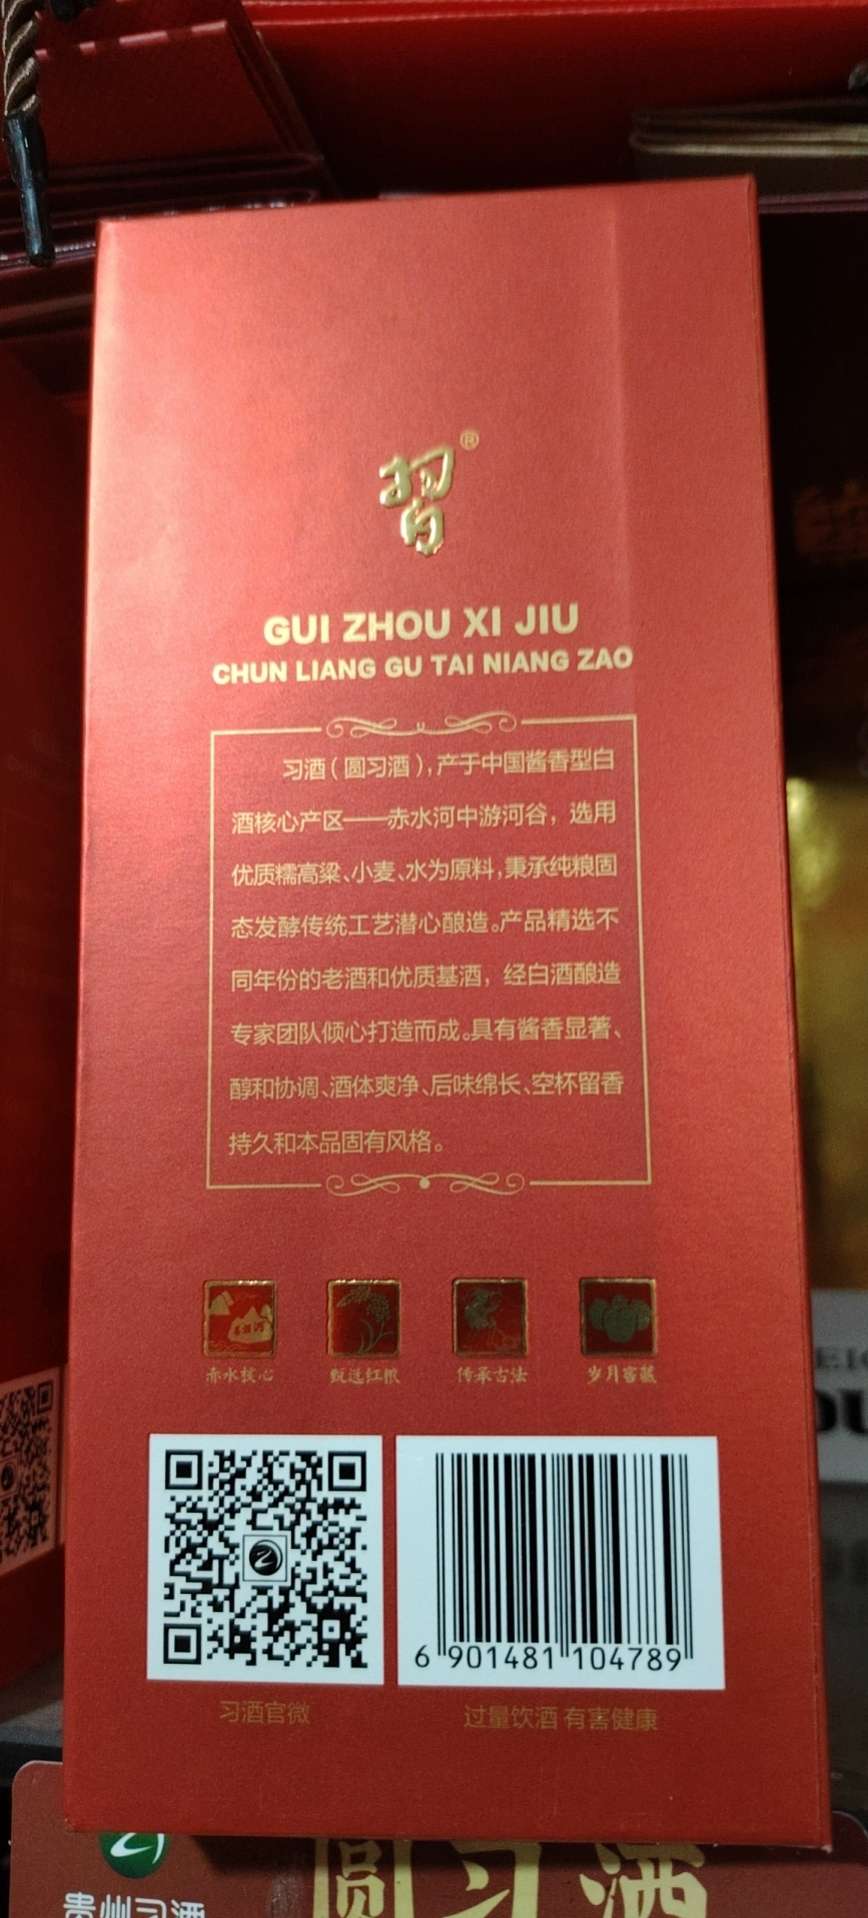 習®
GUI ZHOU XI JIU
CHUN LIANG GU TAI NIANG ZAO
习酒(圆习酒),产于中国酱香型白
酒核心产区——赤水河中游河谷，选用
优质糯高粱、小麦、水为原料,秉承纯粮固
态发酵传统工艺潜心酿造。产品精选不
同年份的老酒和优质基酒，经白酒酿造
专家团队倾心打造而成。具有酱香显著、
醇和协调、酒体爽净、后味绵长、空杯留香
持久和本品固有风格。
赤水核心 甄选红粮 传承古法 岁月窖藏
6 901481 104789
习酒官微 过量饮酒 有害健康
贵州习酒
圆习酒